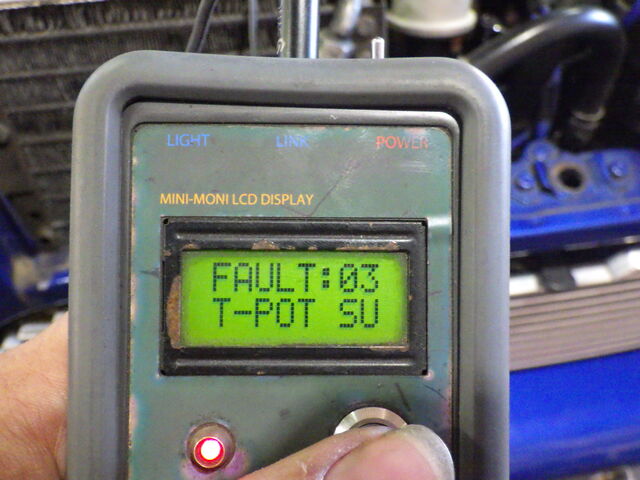 LIGHT LINK POWER
MINI-MONI LCD DISPLAY
FAULT:03
T-POT SU